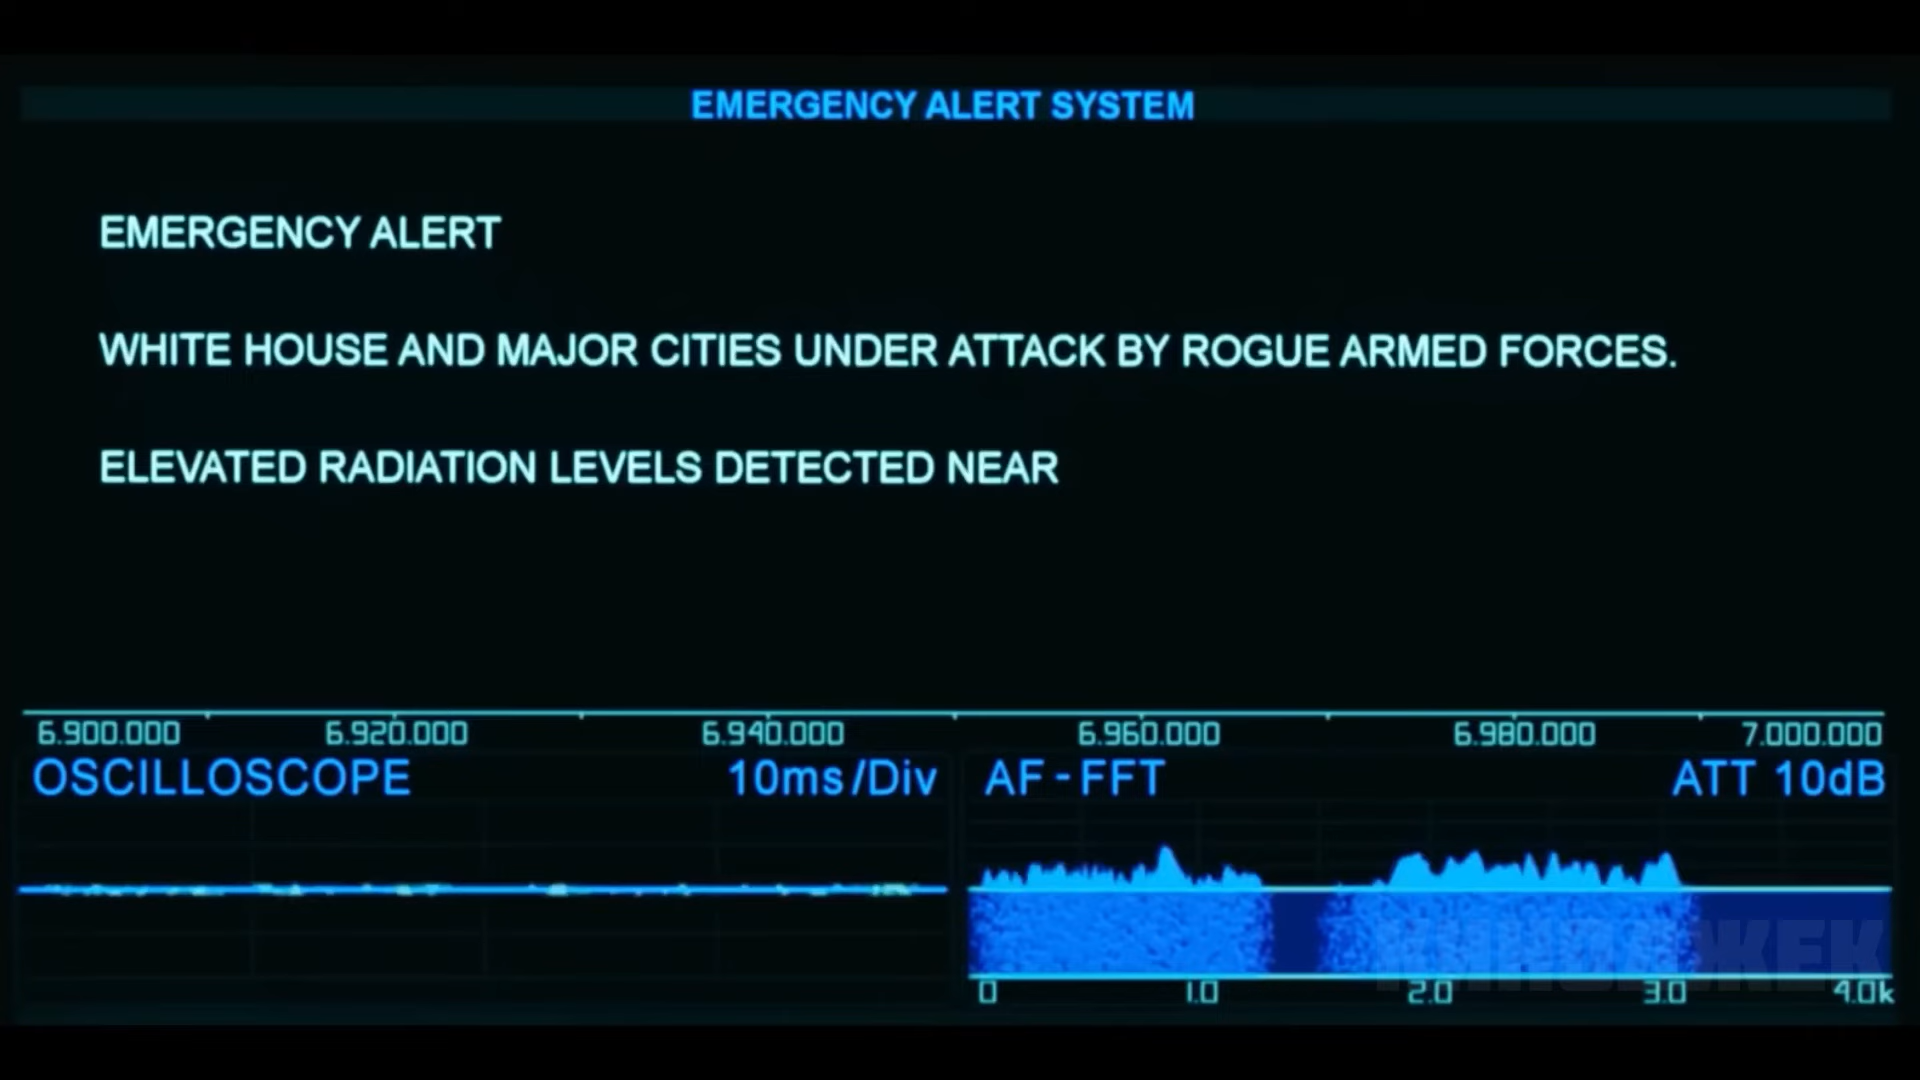 EMERGENCY ALERT SYSTEM
EMERGENCY ALERT
WHITE HOUSE AND MAJOR CITIES UNDER ATTACK BY ROGUE ARMED FORCES.
ELEVATED RADIATION LEVELS DETECTED NEAR
6.900.000 6.920.000 6.940.000 6.960.000 6.980.000 7.000.000
OSCILLOSCOPE 10ms/Div AF-FFT ATT 10dB
0 1.0 2.0 3.0 4.0k